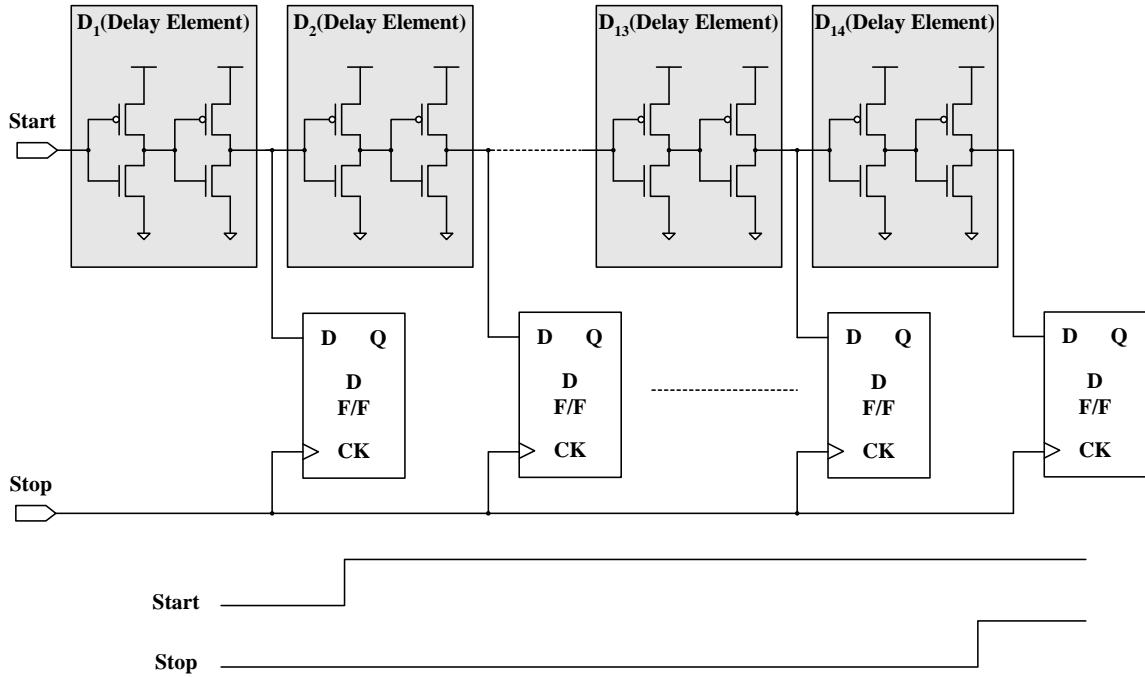 D1(Delay Element)
D2(Delay Element)
D13(Delay Element)
D14(Delay Element)
Start
D Q
D
F/F
CK
D Q
D
F/F
CK
D Q
D
F/F
CK
D Q
D
F/F
CK
Stop
Start
Stop